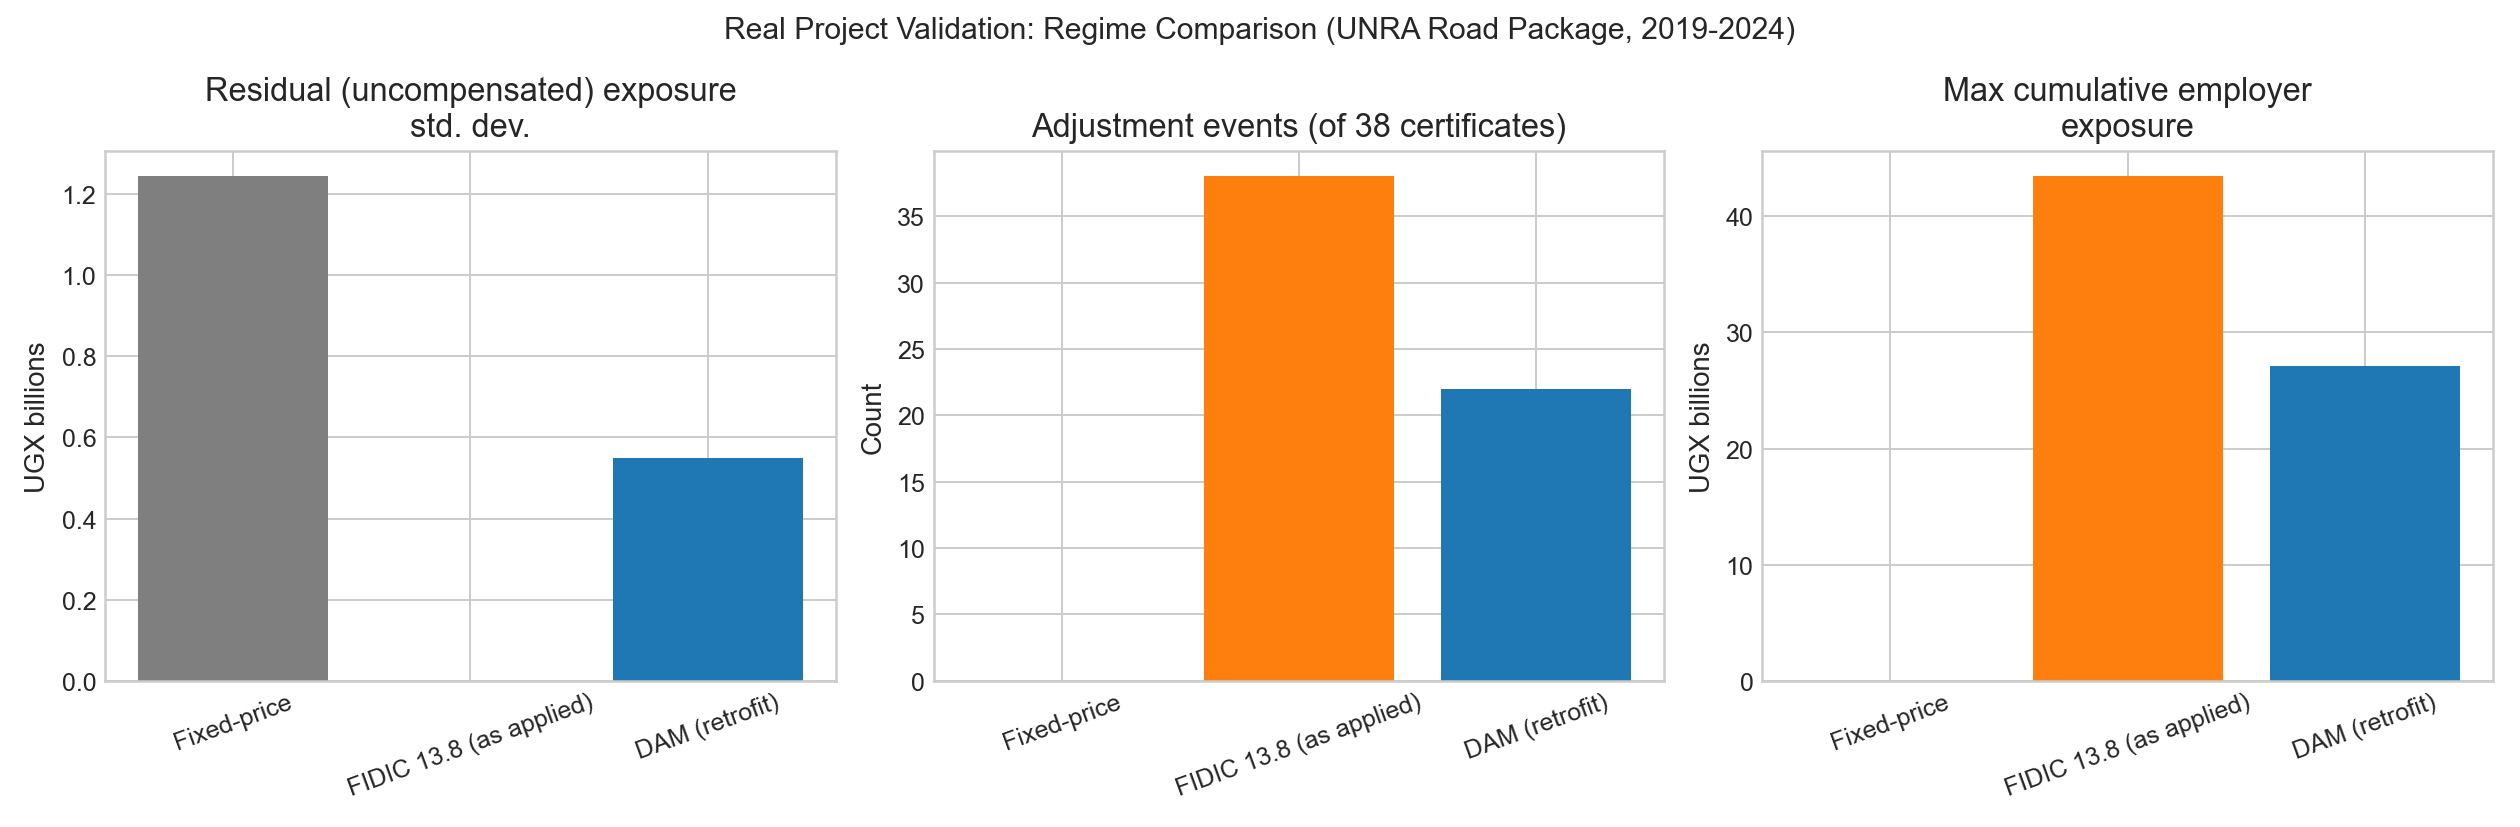 Real Project Validation: Regime Comparison (UNRA Road Package, 2019-2024)
Residual (uncompensated) exposure
std. dev.
UGX billions
1.2
1.0
0.8
0.6
0.4
0.2
0.0
Fixed-price
FIDIC 13.8 (as applied)
DAM (retrofit)
Adjustment events (of 38 certificates)
Count
35
30
25
20
15
10
5
0
Fixed-price
FIDIC 13.8 (as applied)
DAM (retrofit)
Max cumulative employer
exposure
UGX billions
40
30
20
10
0
Fixed-price
FIDIC 13.8 (as applied)
DAM (retrofit)